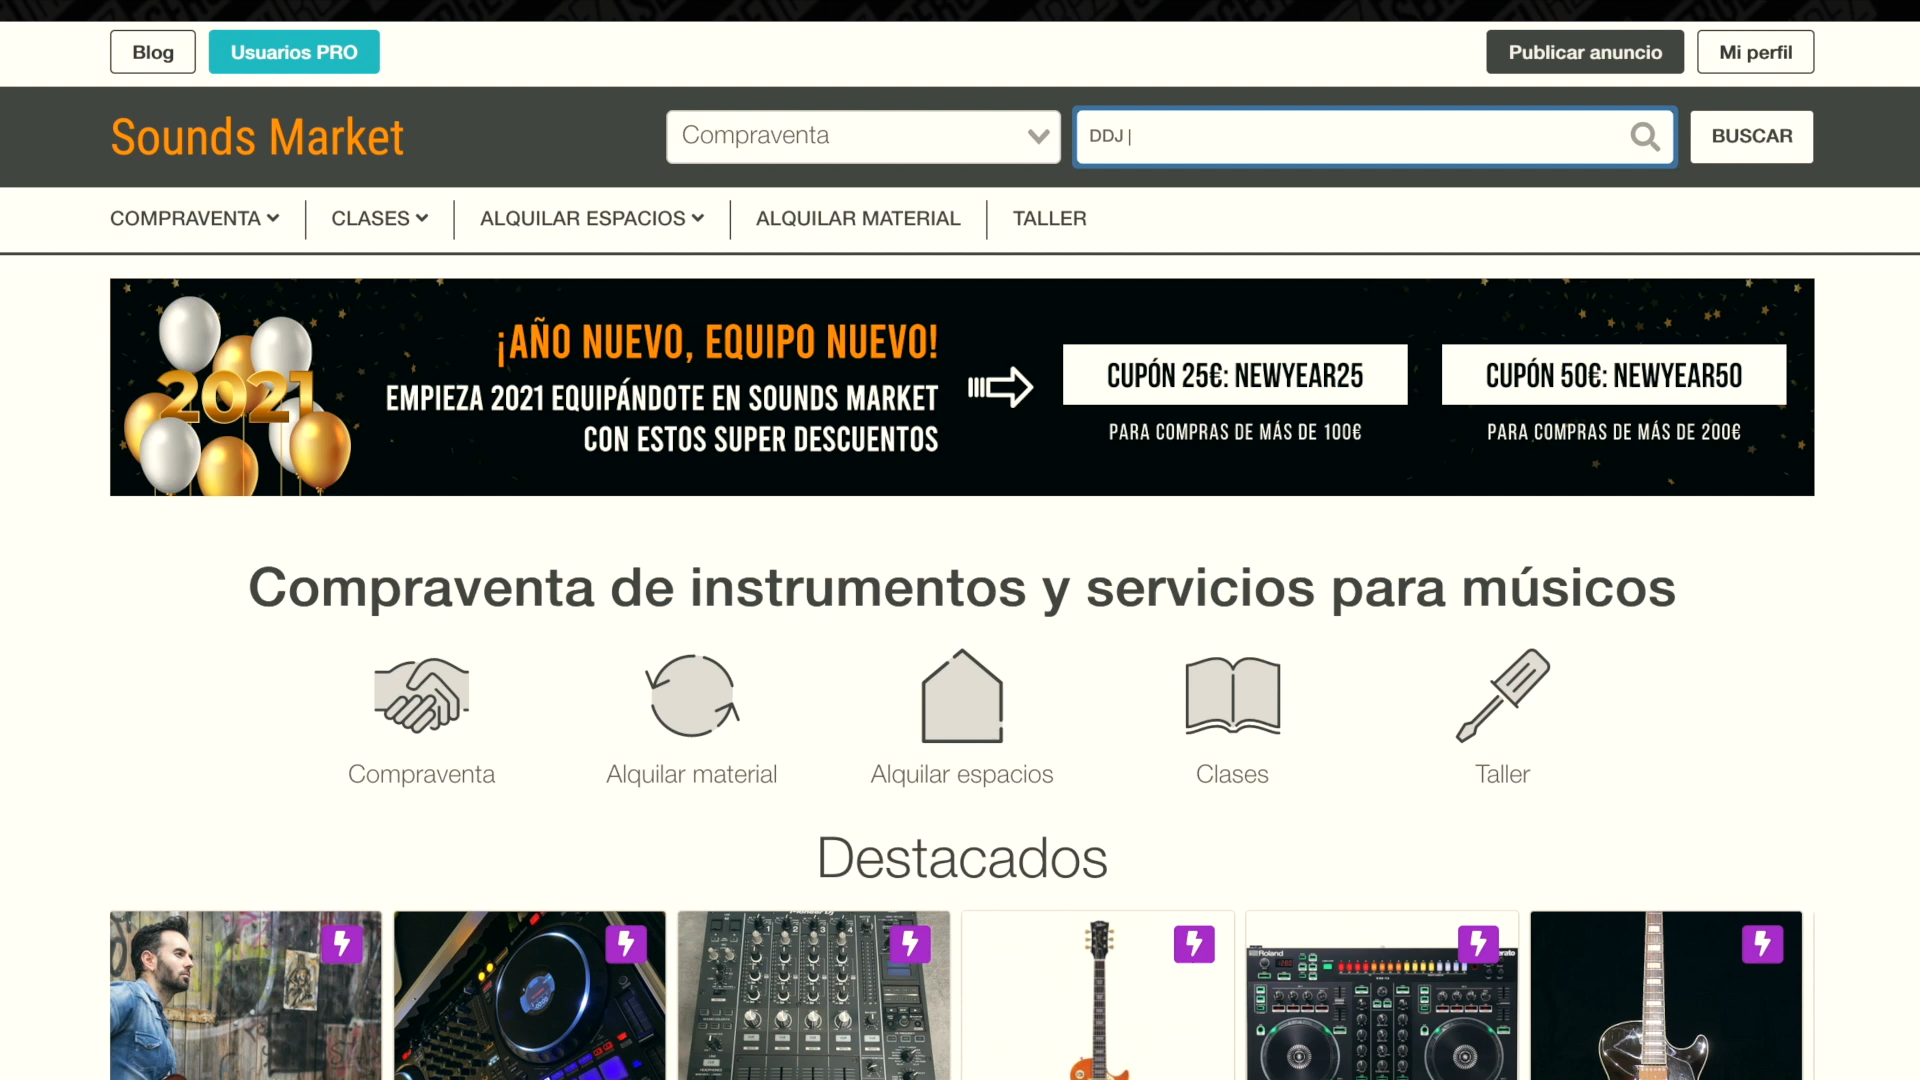 Blog
Usuarios PRO
Publicar anuncio
Mi perfil
Sounds Market
Compraventa
DDJ
BUSCAR
COMPRAVENTA
CLASES
ALQUILAR ESPACIOS
ALQUILAR MATERIAL
TALLER
2021
¡AÑO NUEVO, EQUIPO NUEVO!
EMPIEZA 2021 EQUIPÁNDOTE EN SOUNDS MARKET
CON ESTOS SUPER DESCUENTOS
CUPÓN 25€: NEWYEAR25
PARA COMPRAS DE MÁS DE 100€
CUPÓN 50€: NEWYEAR50
PARA COMPRAS DE MÁS DE 200€
Compraventa de instrumentos y servicios para músicos
Compraventa
Alquilar material
Alquilar espacios
Clases
Taller
Destacados
Roland